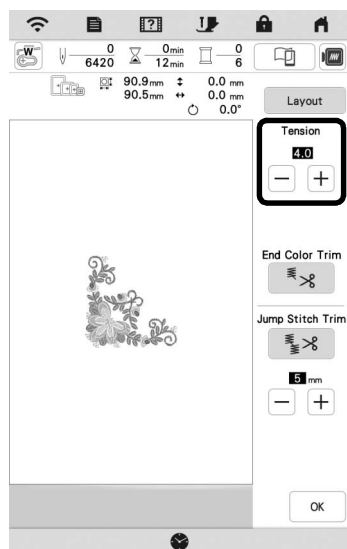 ?
W
0 0min 0
6420 12min 6
90.9mm 0.0 mm
90.5mm 0.0 mm
0.0°
Layout
Tension
4.0
− +
End Color Trim
Jump Stitch Trim
5 mm
− +
OK